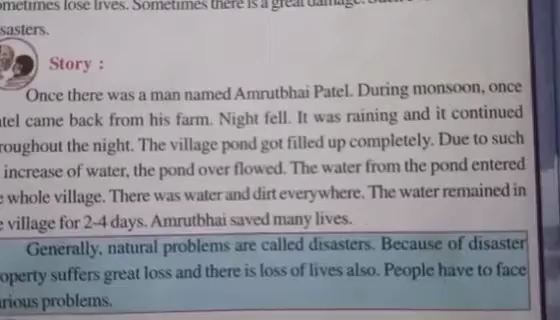 ometimes lose lives. Sometimes there is a great damage.
sasters.
Story :
Once there was a man named Amrutbhai Patel. During monsoon, once
atel came back from his farm. Night fell. It was raining and it continued
roughout the night. The village pond got filled up completely. Due to such
increase of water, the pond over flowed. The water from the pond entered
e whole village. There was water and dirt everywhere. The water remained in
e village for 2-4 days. Amrutbhai saved many lives.
Generally, natural problems are called disasters. Because of disaster
operty suffers great loss and there is loss of lives also. People have to face
arious problems.